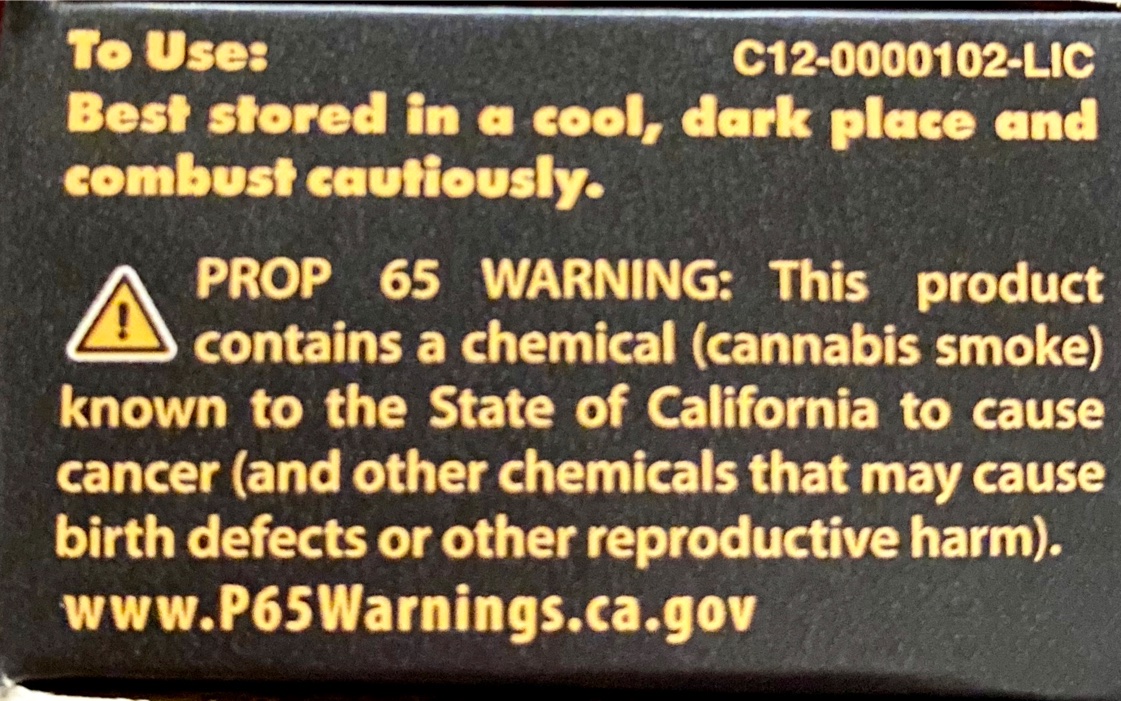 To Use: C12-0000102-LIC
Best stored in a cool, dark place and
combust cautiously.
PROP 65 WARNING: This product
contains a chemical (cannabis smoke)
known to the State of California to cause
cancer (and other chemicals that may cause
birth defects or other reproductive harm).
www.P65Warnings.ca.gov